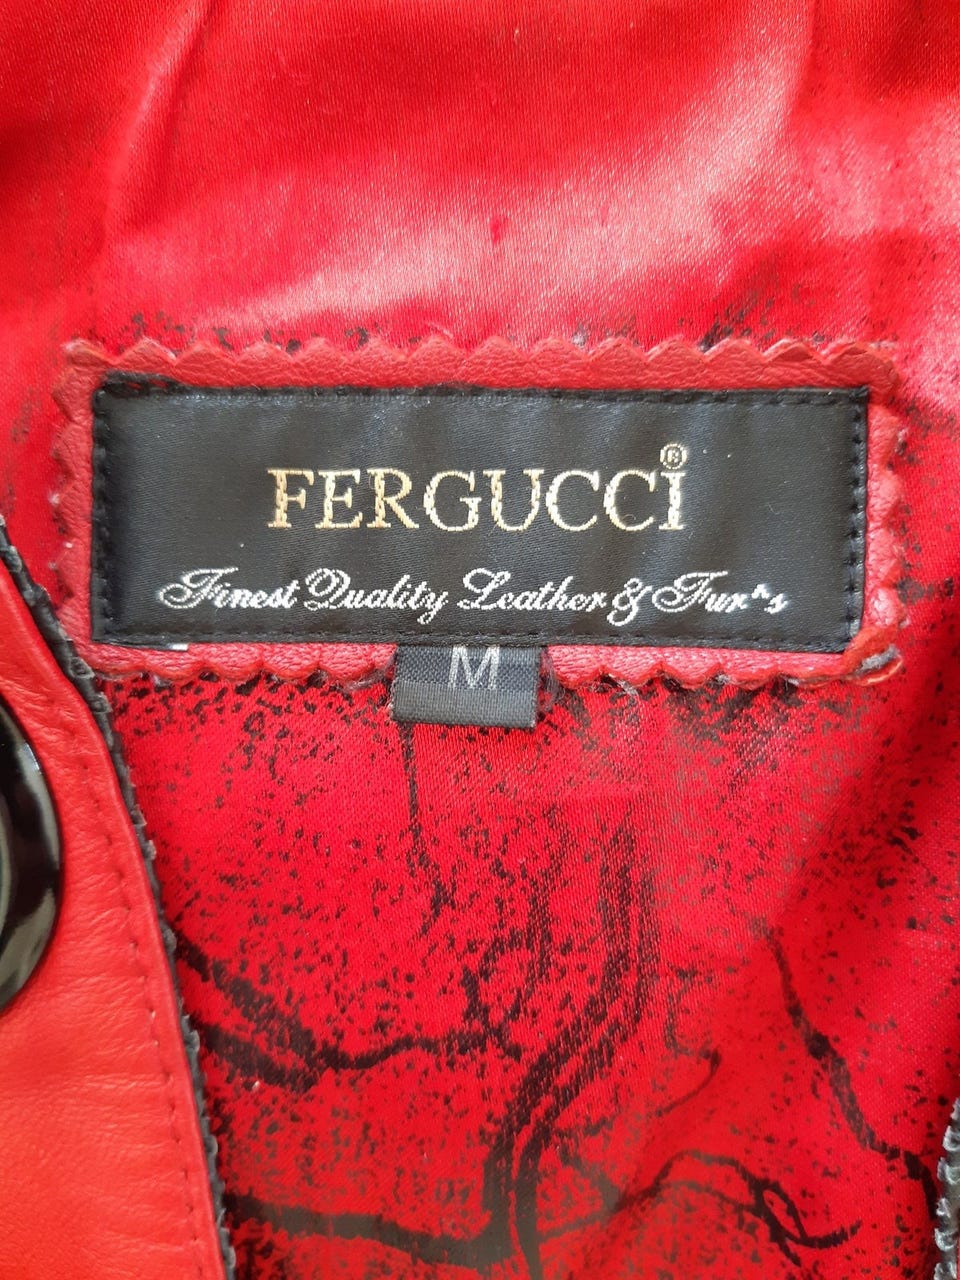 FERGUCCİ®
Finest Quality Leather & Fur^s
M